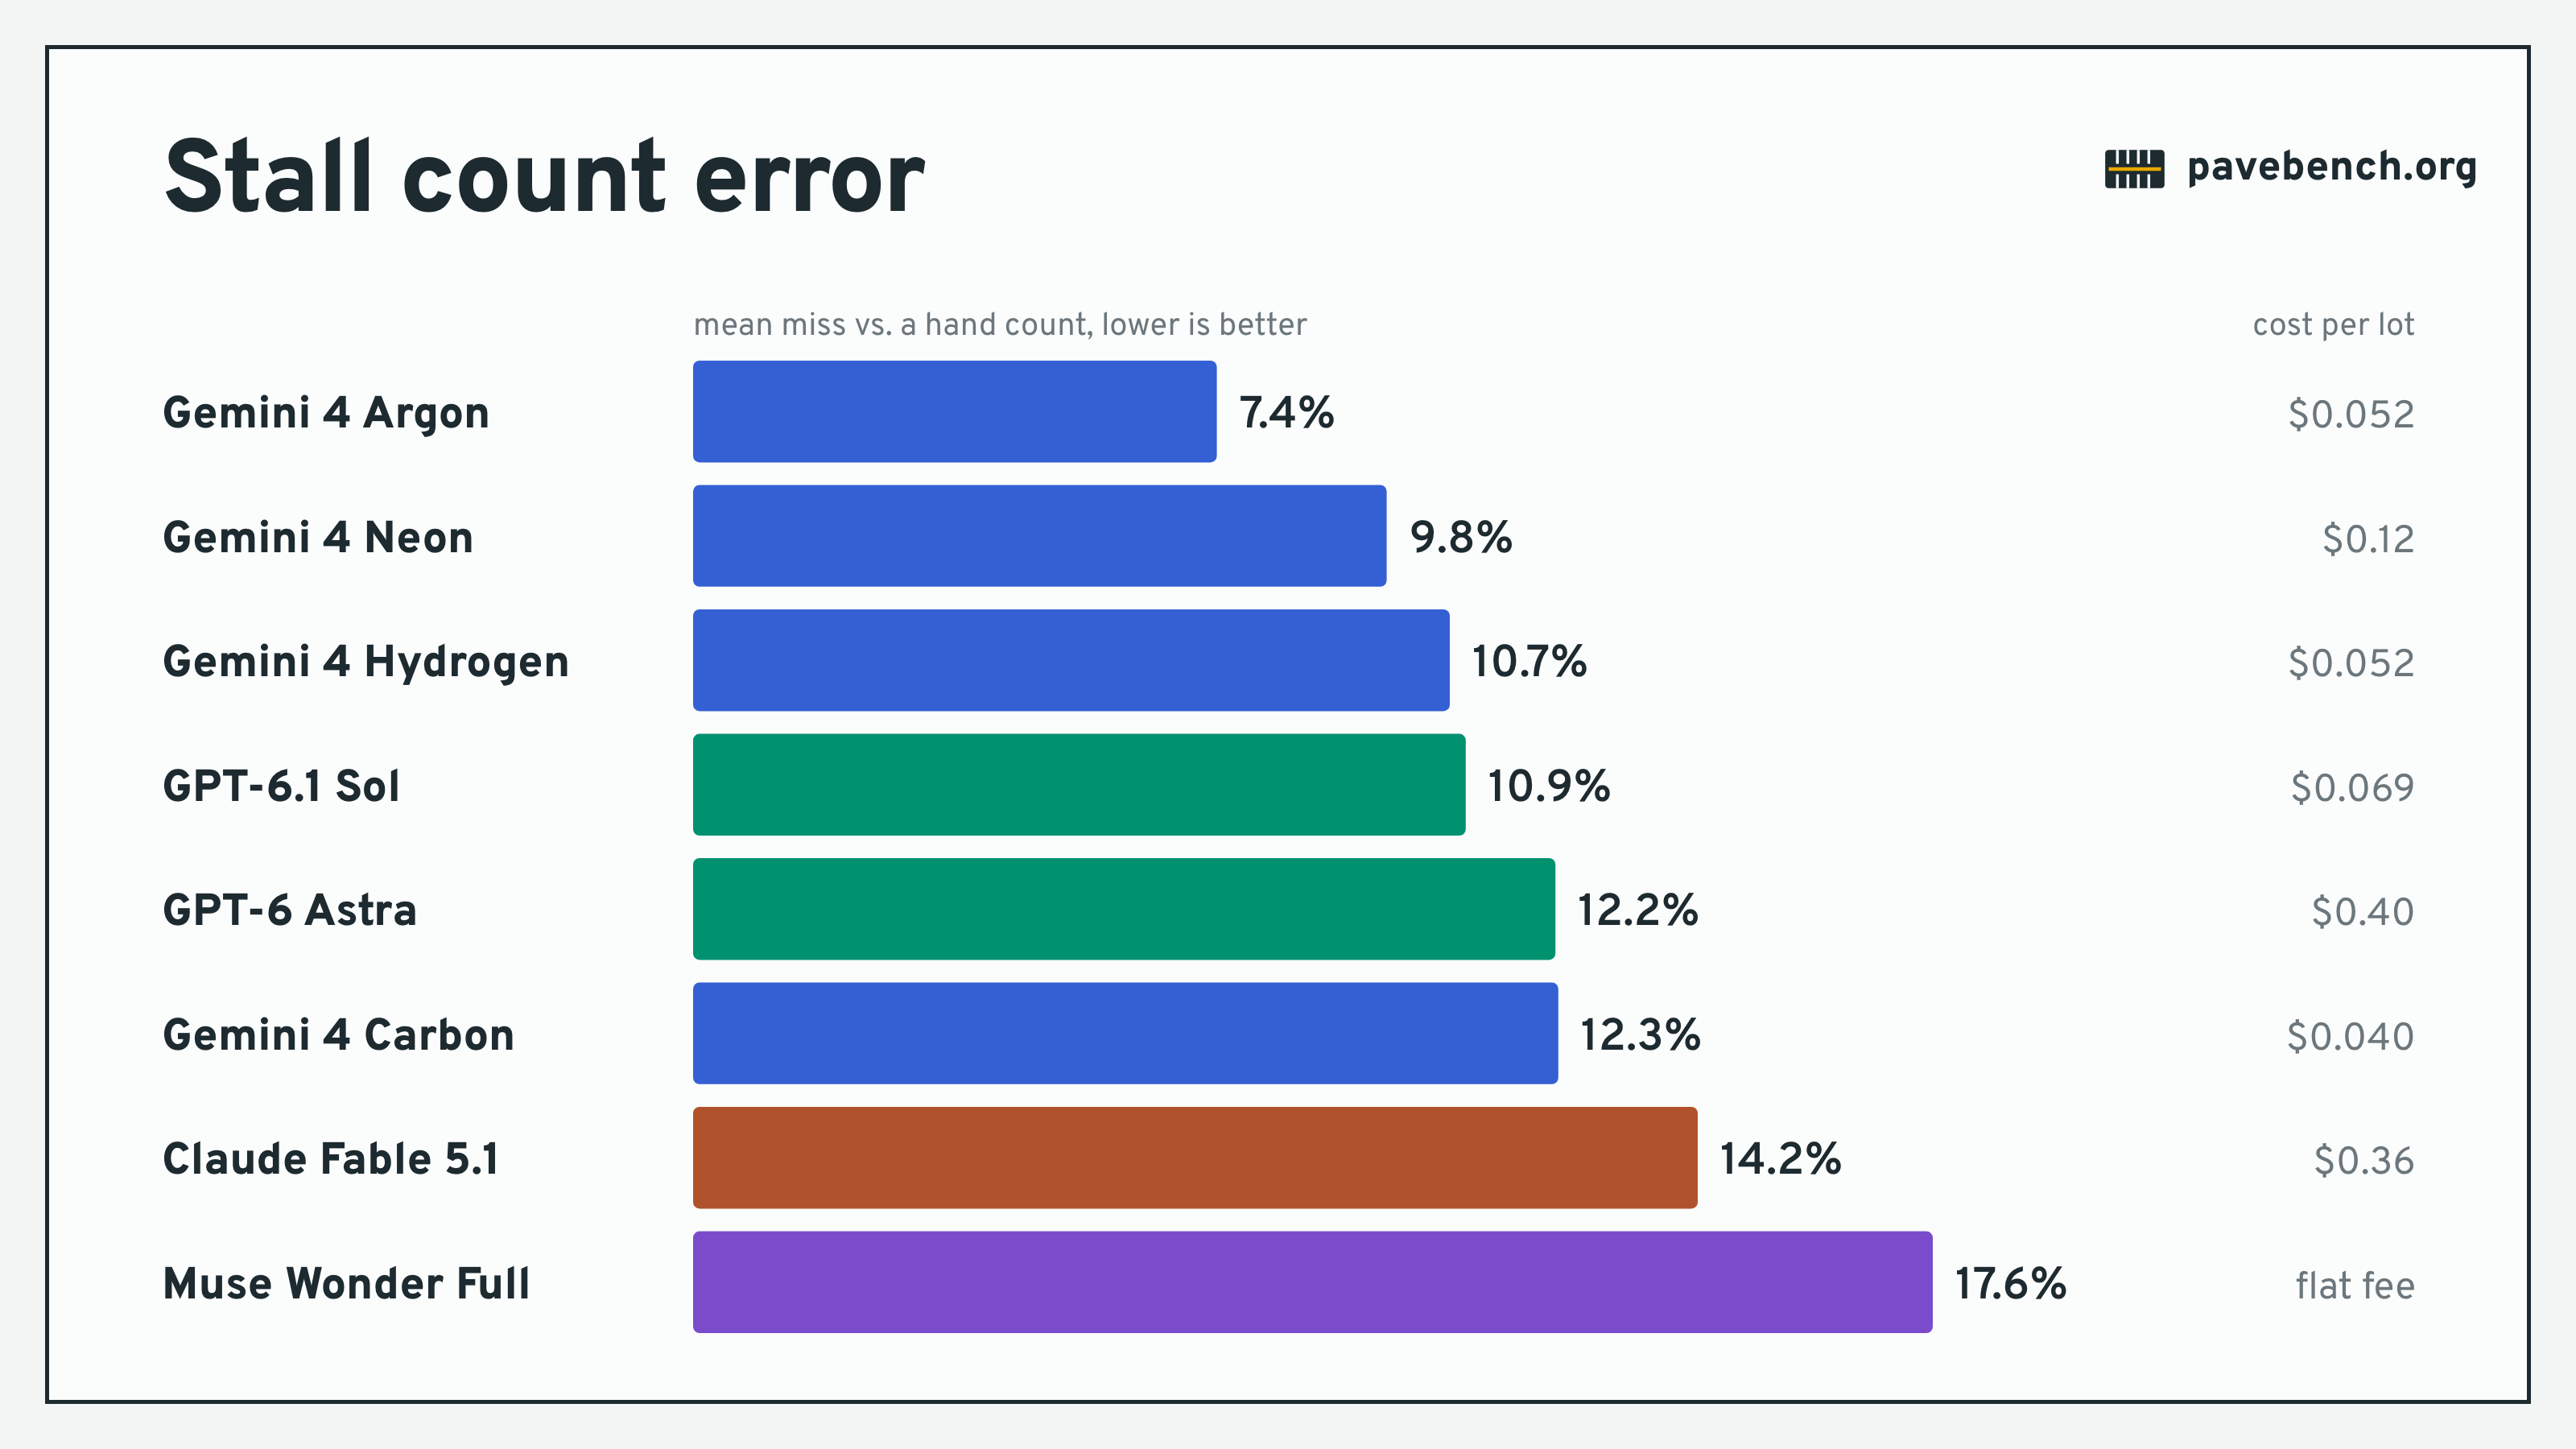 Stall count error
pavebench.org
mean miss vs. a hand count, lower is better
cost per lot
Gemini 4 Argon 7.4% $0.052
Gemini 4 Neon 9.8% $0.12
Gemini 4 Hydrogen 10.7% $0.052
GPT-6.1 Sol 10.9% $0.069
GPT-6 Astra 12.2% $0.40
Gemini 4 Carbon 12.3% $0.040
Claude Fable 5.1 14.2% $0.36
Muse Wonder Full 17.6% flat fee